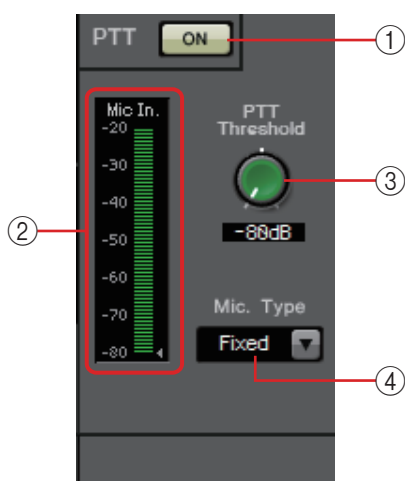 PTT ON ①
Mic In.
-20
-30
-40
-50
-60
-70
-80
②
PTT
Threshold
③
-80dB
Mic. Type
Fixed
④